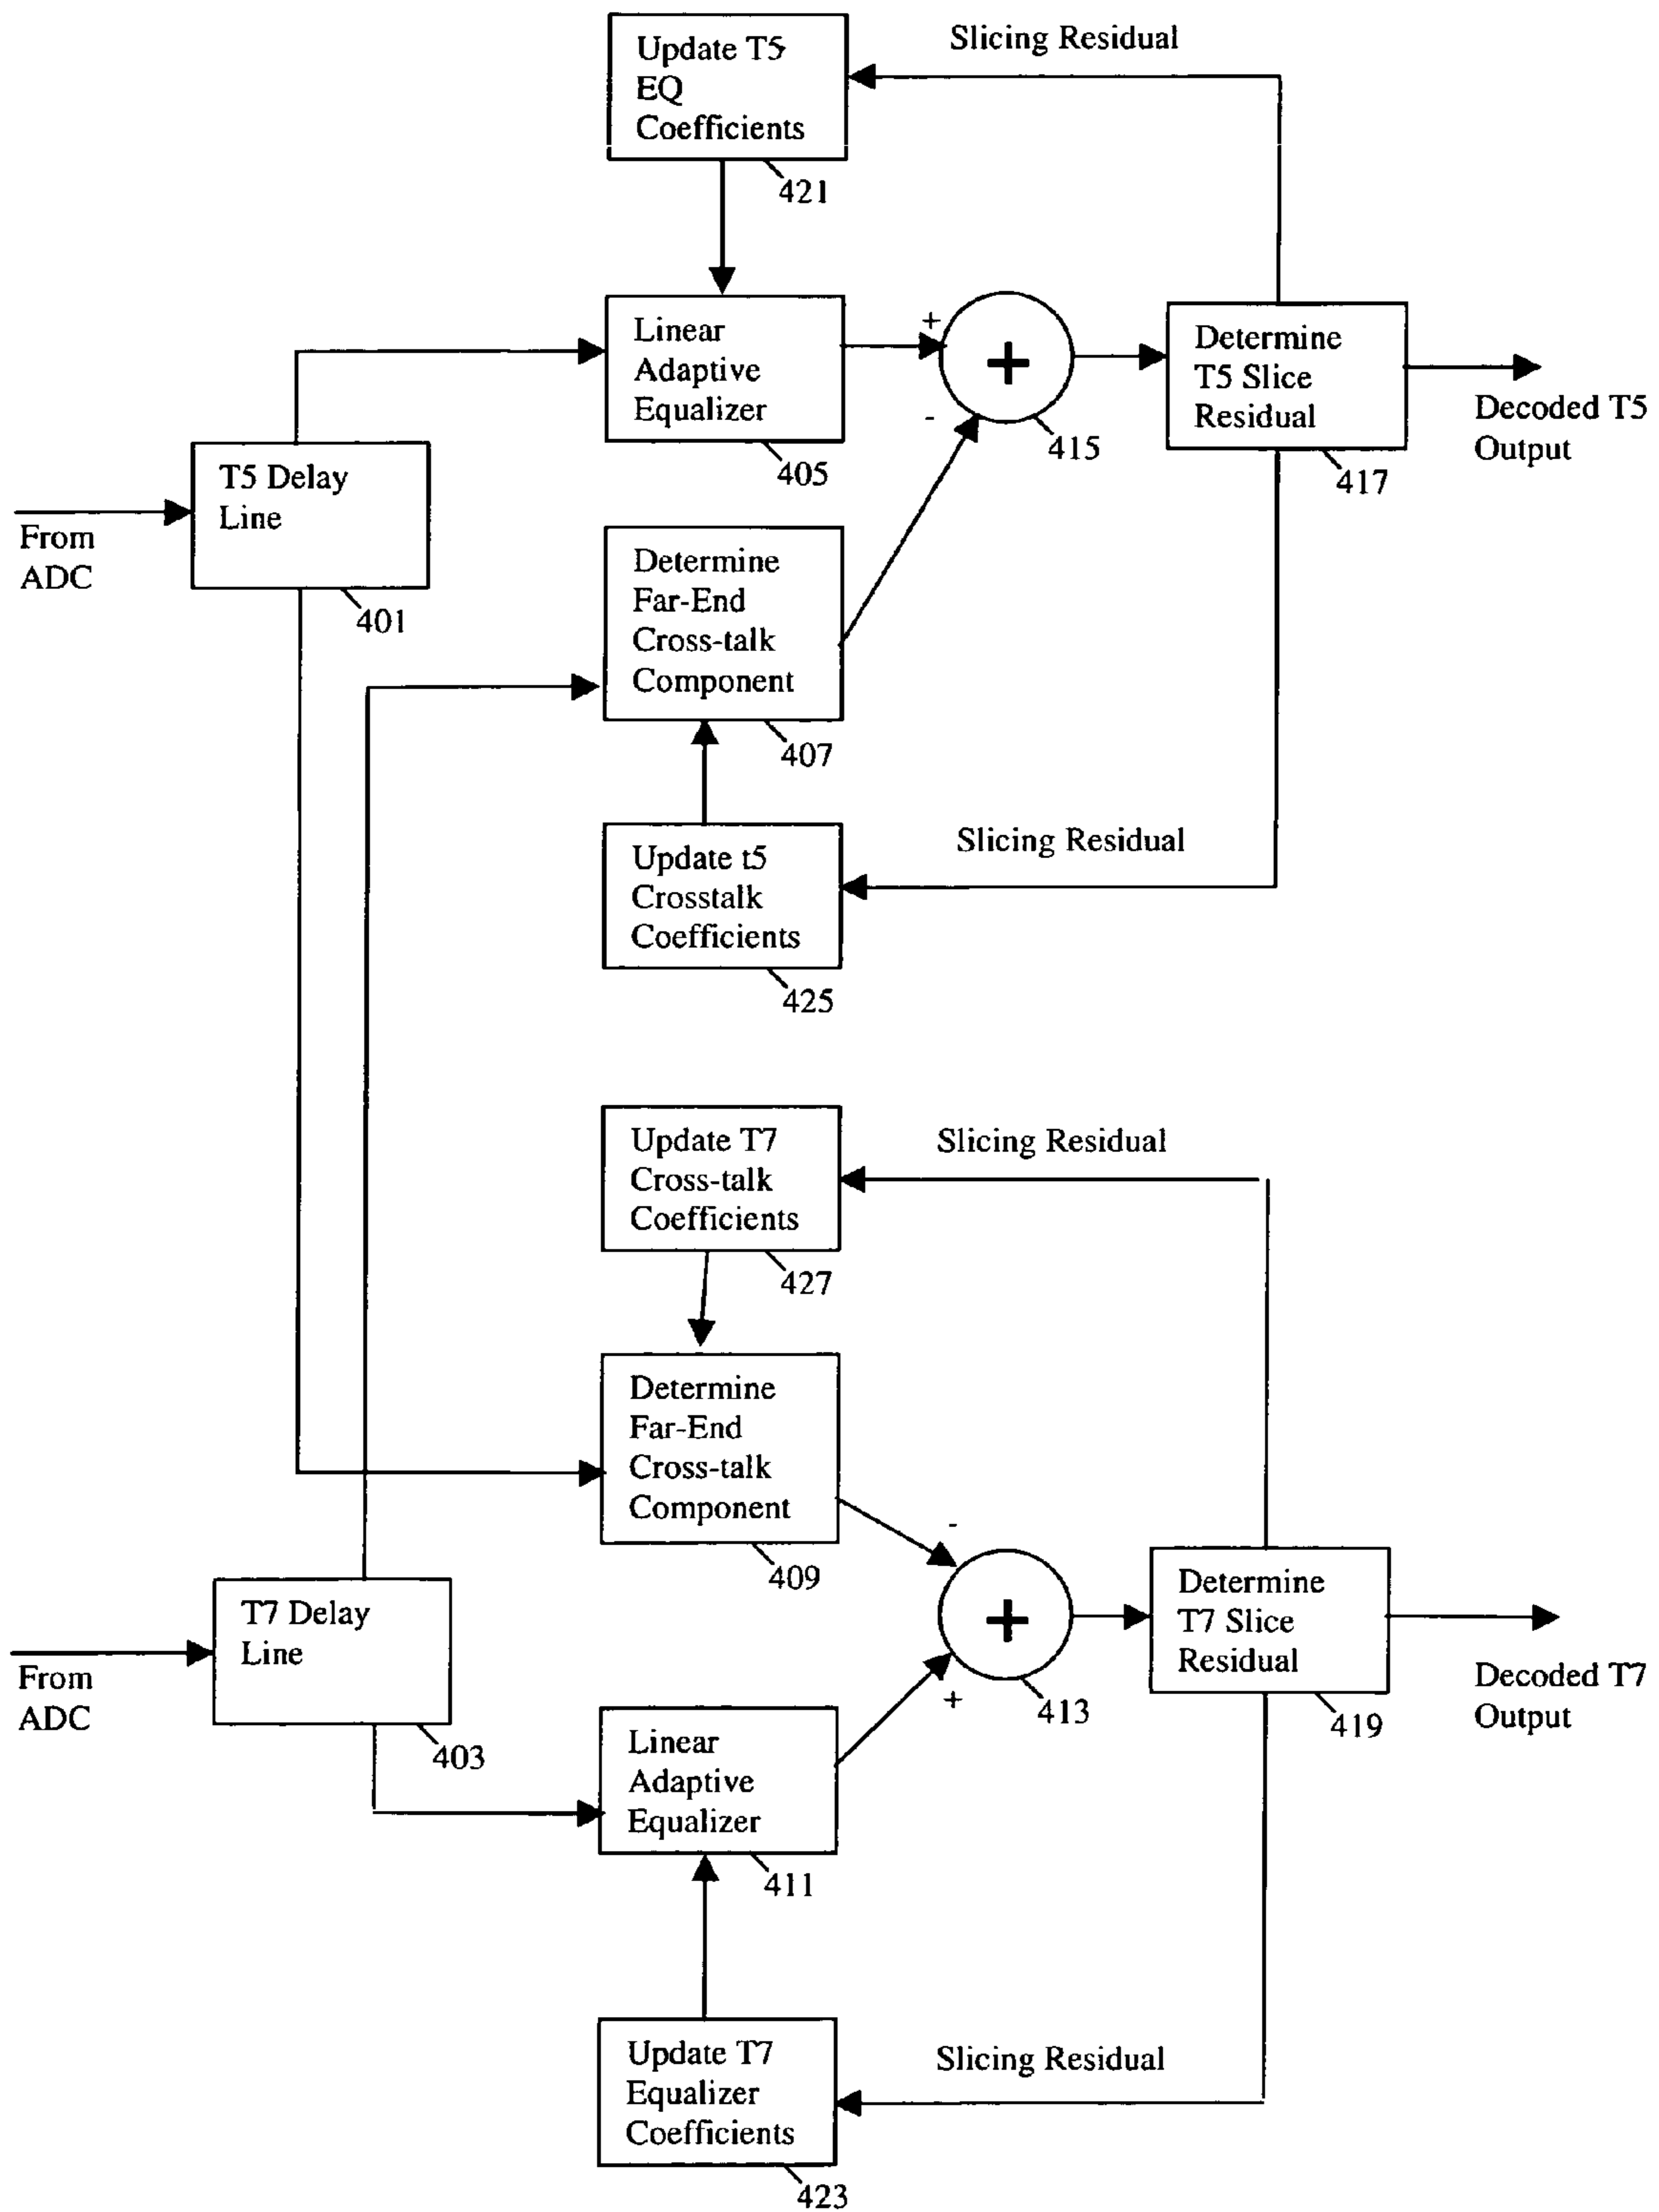 Update T5
EQ
Coefficients
421
Slicing Residual
Linear
Adaptive
Equalizer
405
+
-
+
415
Determine
T5 Slice
Residual
417
Decoded T5
Output
T5 Delay
Line
401
From
ADC
Determine
Far-End
Cross-talk
Component
407
Update t5
Crosstalk
Coefficients
425
Slicing Residual
Update T7
Cross-talk
Coefficients
427
Slicing Residual
Determine
Far-End
Cross-talk
Component
409
-
+
+
413
Determine
T7 Slice
Residual
419
Decoded T7
Output
T7 Delay
Line
403
From
ADC
Linear
Adaptive
Equalizer
411
Update T7
Equalizer
Coefficients
423
Slicing Residual